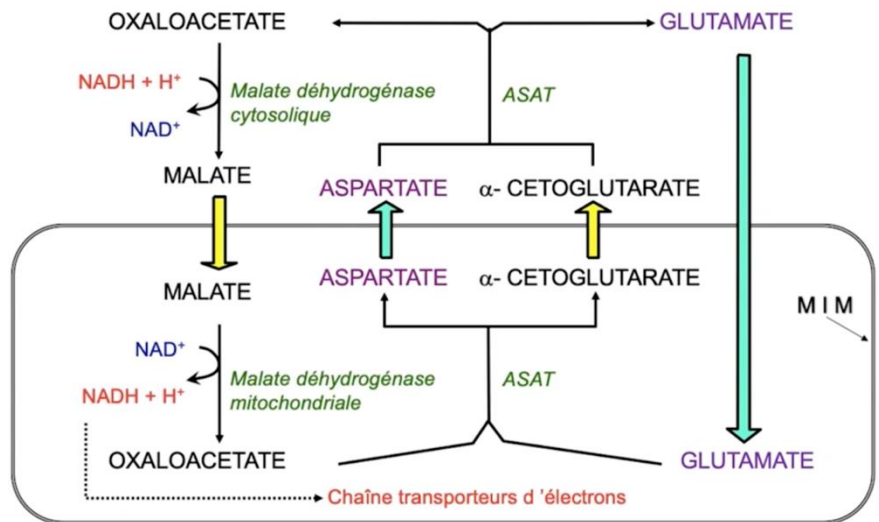 OXALOACETATE
GLUTAMATE
NADH + H⁺
Malate déhydrogénase
cytosolique
ASAT
NAD⁺
MALATE
ASPARTATE
α- CETOGLUTARATE
MALATE
ASPARTATE
α- CETOGLUTARATE
M I M
NAD⁺
NADH + H⁺
Malate déhydrogénase
mitochondriale
ASAT
OXALOACETATE
GLUTAMATE
Chaîne transporteurs d ’électrons